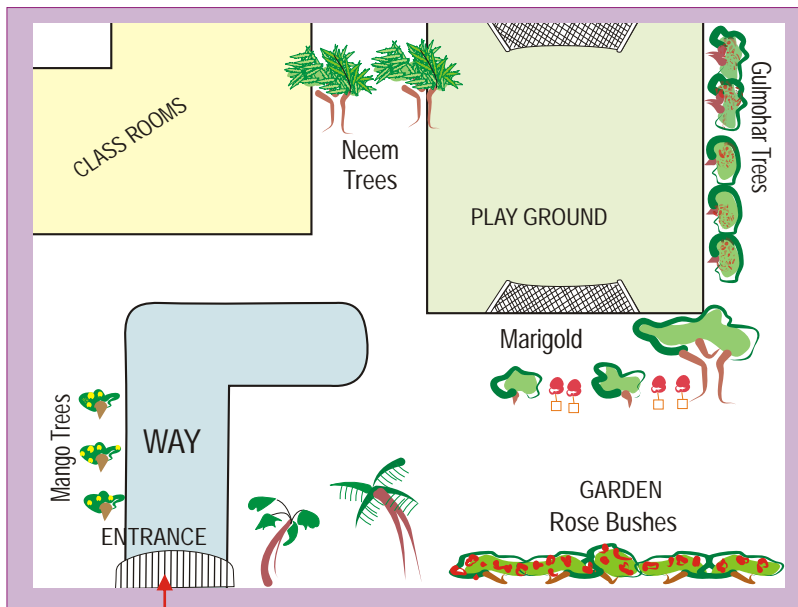 CLASS ROOMS
Neem
Trees
Gulmohar Trees
PLAY GROUND
Marigold
Mango Trees
WAY
ENTRANCE
GARDEN
Rose Bushes